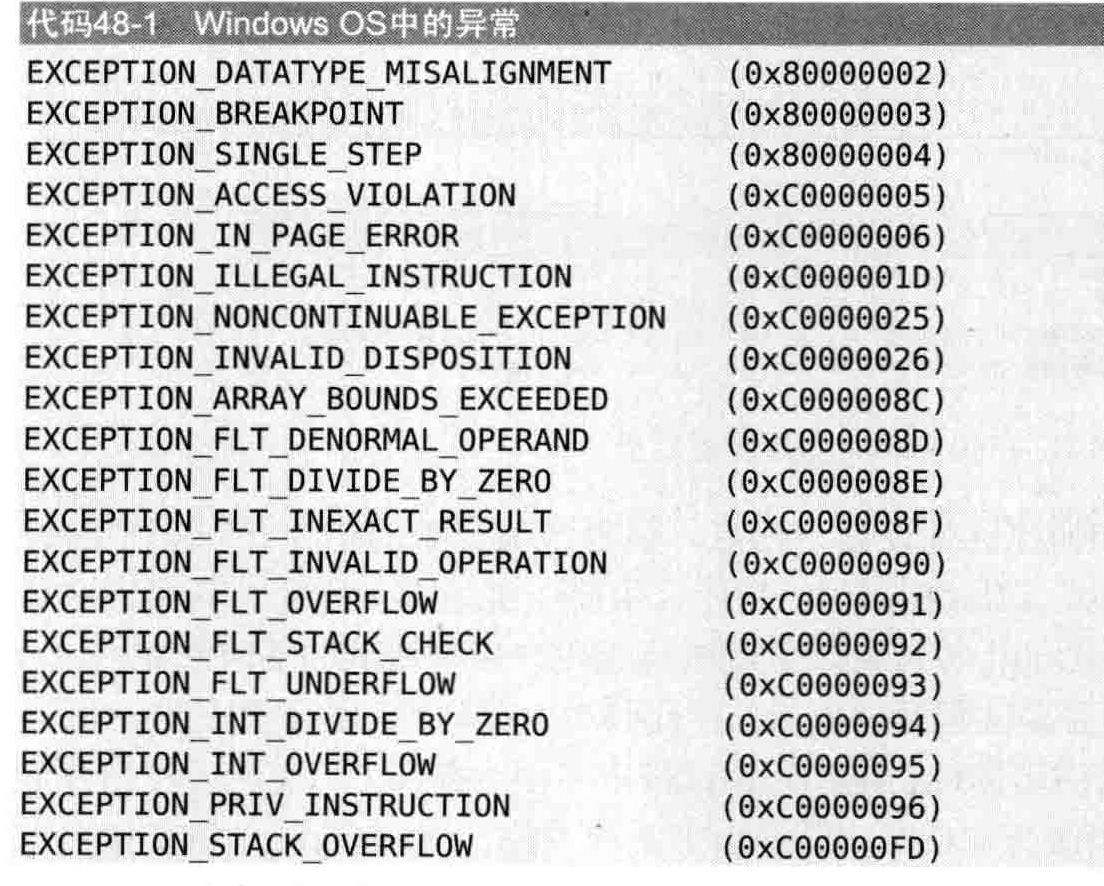 代码48-1 Windows OS中的异常
EXCEPTION_DATATYPE_MISALIGNMENT (0x80000002)
EXCEPTION_BREAKPOINT (0x80000003)
EXCEPTION_SINGLE_STEP (0x80000004)
EXCEPTION_ACCESS_VIOLATION (0xC0000005)
EXCEPTION_IN_PAGE_ERROR (0xC0000006)
EXCEPTION_ILLEGAL_INSTRUCTION (0xC000001D)
EXCEPTION_NONCONTINUABLE_EXCEPTION (0xC0000025)
EXCEPTION_INVALID_DISPOSITION (0xC0000026)
EXCEPTION_ARRAY_BOUNDS_EXCEEDED (0xC000008C)
EXCEPTION_FLT_DENORMAL_OPERAND (0xC000008D)
EXCEPTION_FLT_DIVIDE_BY_ZERO (0xC000008E)
EXCEPTION_FLT_INEXACT_RESULT (0xC000008F)
EXCEPTION_FLT_INVALID_OPERATION (0xC0000090)
EXCEPTION_FLT_OVERFLOW (0xC0000091)
EXCEPTION_FLT_STACK_CHECK (0xC0000092)
EXCEPTION_FLT_UNDERFLOW (0xC0000093)
EXCEPTION_INT_DIVIDE_BY_ZERO (0xC0000094)
EXCEPTION_INT_OVERFLOW (0xC0000095)
EXCEPTION_PRIV_INSTRUCTION (0xC0000096)
EXCEPTION_STACK_OVERFLOW (0xC00000FD)